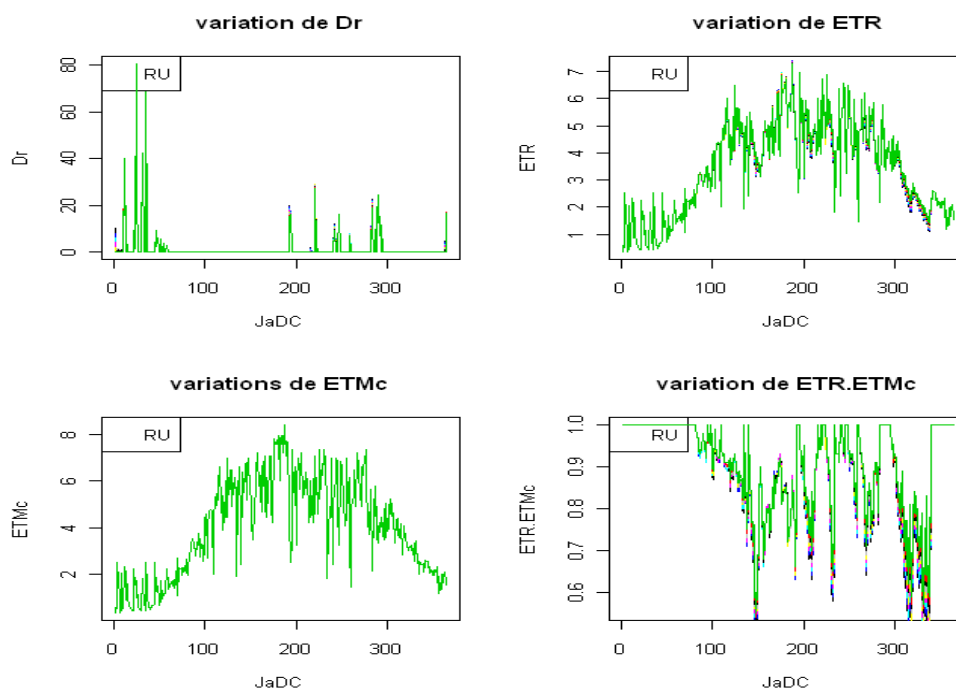 variation de Dr
RU
Dr
0 20 40 60 80
0 100 200 300
JaDC
variation de ETR
RU
ETR
1 2 3 4 5 6 7
0 100 200 300
JaDC
variations de ETMc
RU
ETMc
2 4 6 8
0 100 200 300
JaDC
variation de ETR.ETMc
RU
ETR.ETMc
0.6 0.7 0.8 0.9 1.0
0 100 200 300
JaDC